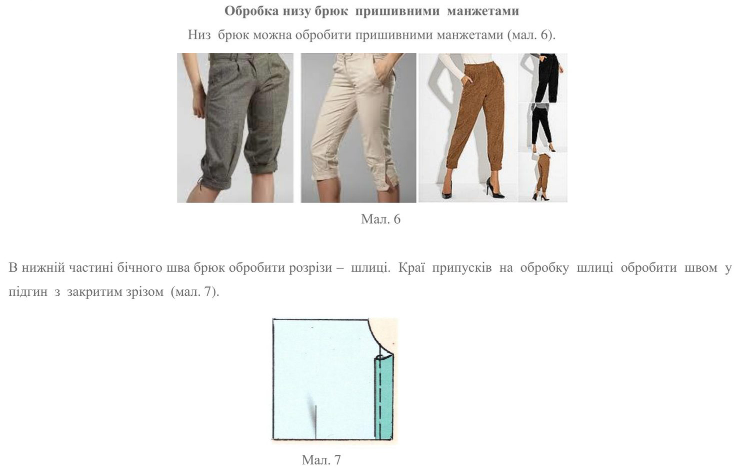 Обробка низу брюк пришивними манжетами
Низ брюк можна обробити пришивними манжетами (мал. 6).
Мал. 6
В нижній частині бічного шва брюк обробити розрізи – шлиці. Краї припусків на обробку шлиці обробити швом у
підгин з закритим зрізом (мал. 7).
Мал. 7